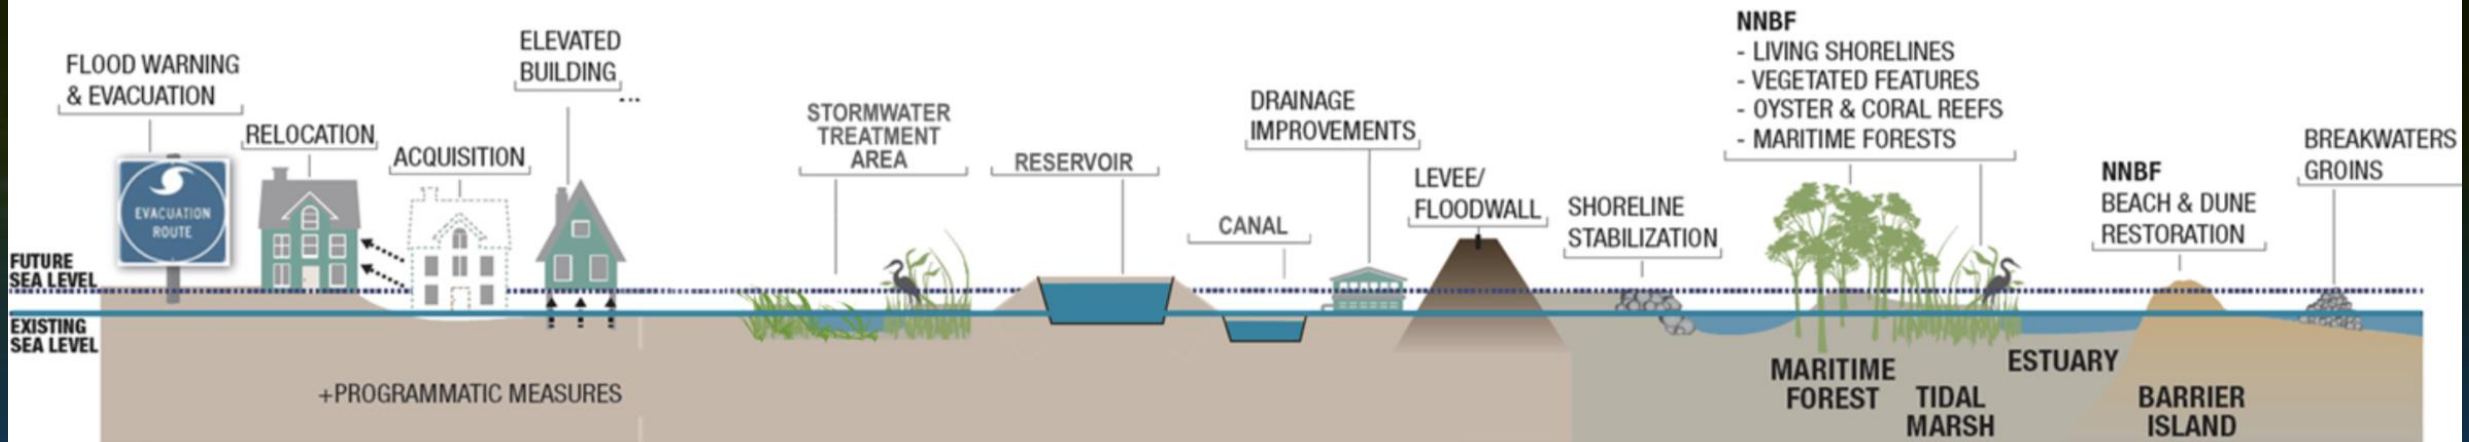 FLOOD WARNING
& EVACUATION
EVACUATION
ROUTE
RELOCATION
ACQUISITION
ELEVATED
BUILDING
...
STORMWATER
TREATMENT
AREA
RESERVOIR
CANAL
DRAINAGE
IMPROVEMENTS
LEVEE/
FLOODWALL
SHORELINE
STABILIZATION
NNBF
- LIVING SHORELINES
- VEGETATED FEATURES
- OYSTER & CORAL REEFS
- MARITIME FORESTS
NNBF
BEACH & DUNE
RESTORATION
BREAKWATERS
GROINS
FUTURE
SEA LEVEL
EXISTING
SEA LEVEL
+PROGRAMMATIC MEASURES
MARITIME
FOREST
TIDAL
MARSH
ESTUARY
BARRIER
ISLAND